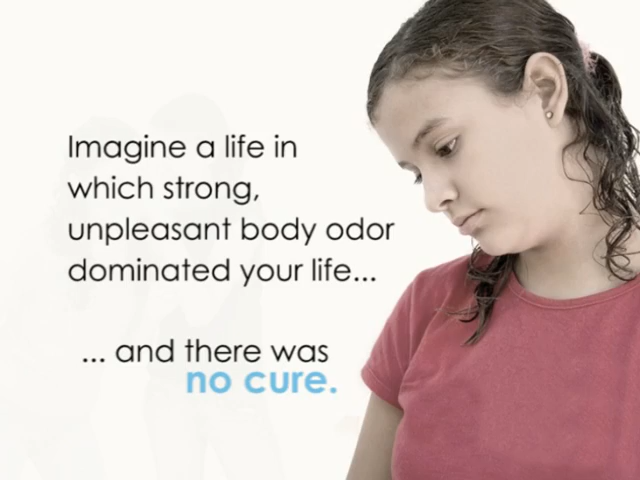 Imagine a life in
which strong,
unpleasant body odor
dominated your life...
... and there was
no cure.